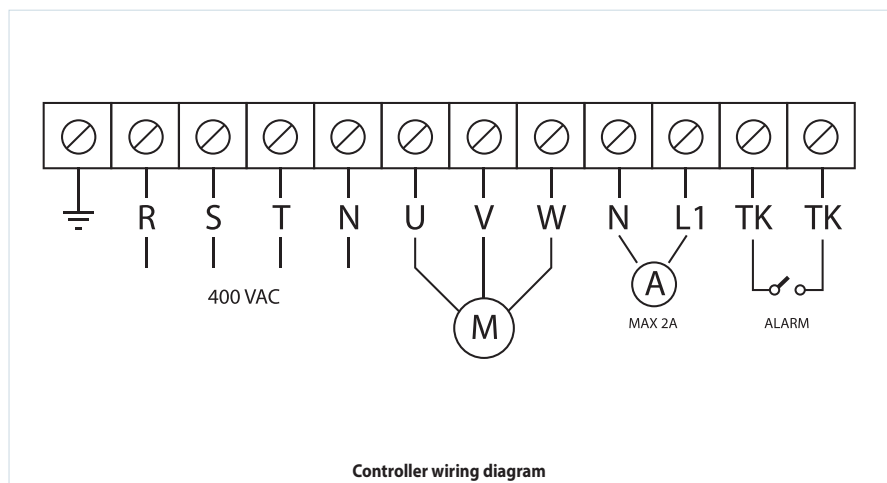 R S T N U V W N L1 TK TK
400 VAC
A
M
MAX 2A
ALARM
Controller wiring diagram